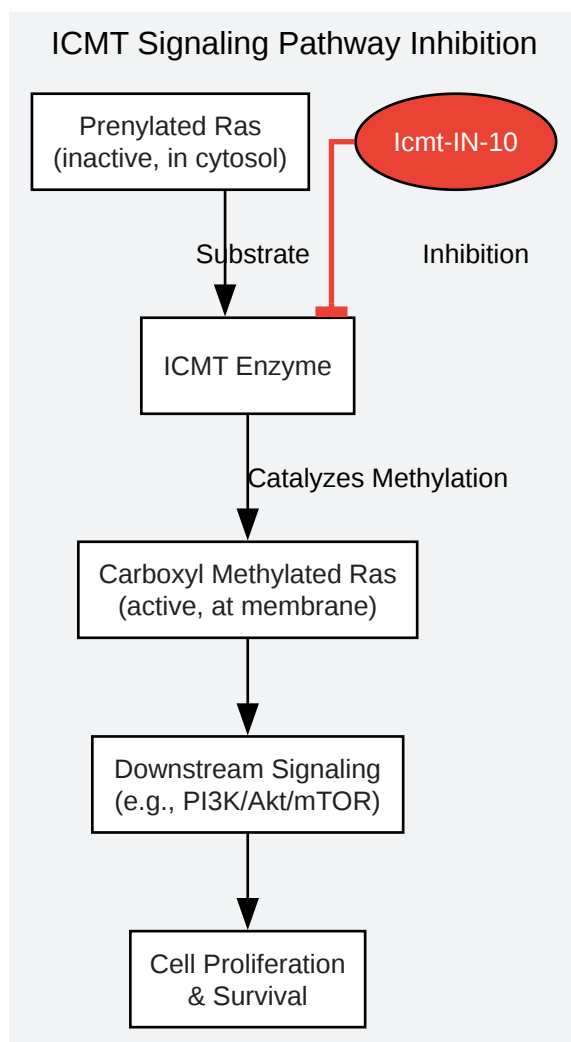 ICMT Signaling Pathway Inhibition
Prenylated Ras
(inactive, in cytosol)
Icmt-IN-10
Substrate
Inhibition
ICMT Enzyme
Catalyzes Methylation
Carboxyl Methylated Ras
(active, at membrane)
Downstream Signaling
(e.g., PI3K/Akt/mTOR)
Cell Proliferation
& Survival